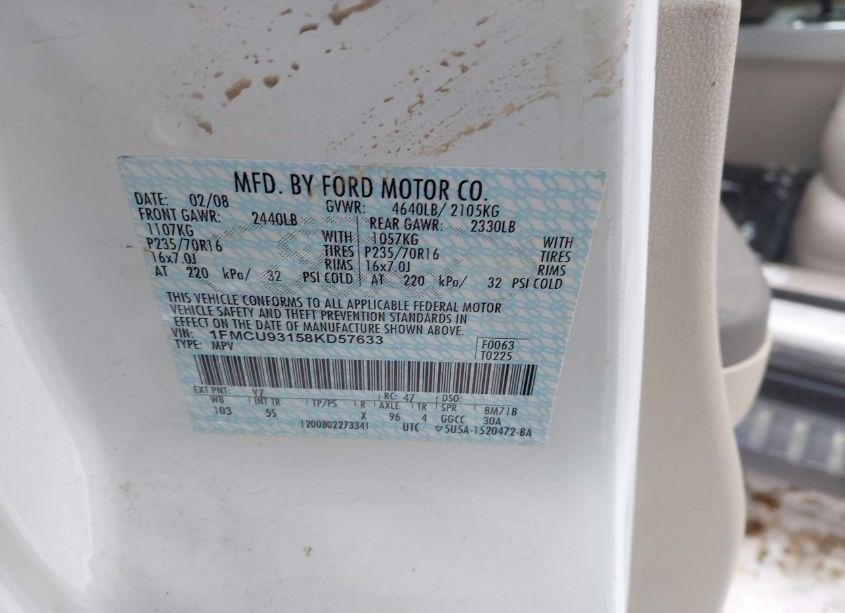 MFD. BY FORD MOTOR CO.
DATE: 02/08 GVWR: 4640LB/ 2105KG
FRONT GAWR: 2440LB REAR GAWR: 2330LB
1107KG WITH 1057KG WITH
P235/70R16 TIRES P235/70R16 TIRES
16x7.0J RIMS 16x7.0J RIMS
AT 220 kPa/ 32 PSI COLD AT 220 kPa/ 32 PSI COLD
THIS VEHICLE CONFORMS TO ALL APPLICABLE FEDERAL MOTOR
VEHICLE SAFETY AND THEFT PREVENTION STANDARDS IN
EFFECT ON THE DATE OF MANUFACTURE SHOWN ABOVE.
VIN: 1FMCU93158KD57633 F0063
TYPE: MPV T0225
EXT PNT: YZ RC: 47 DSO:
WB INT TR TP/PS R AXLE TR SPR BM71B
103 55 X 96 4 GGCC 30A
1200802273341 UTC ▽5U5A-1520472-BA